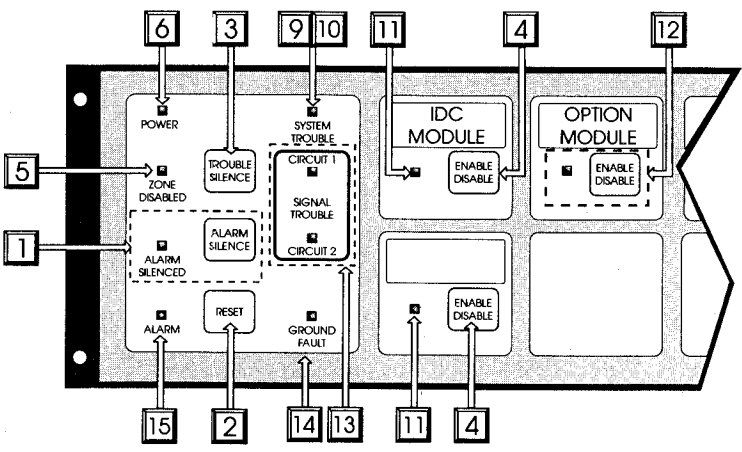 6 3 9 10 11 4 12
POWER
SYSTEM
TROUBLE
IDC
MODULE
OPTION
MODULE
5
ZONE
DISABLED
TROUBLE
SILENCE
CIRCUIT 1
SIGNAL
TROUBLE
CIRCUIT 2
ENABLE
DISABLE
ENABLE
DISABLE
1
ALARM
SILENCED
ALARM
SILENCE
ALARM
RESET
GROUND
FAULT
ENABLE
DISABLE
15 2 14 13 11 4